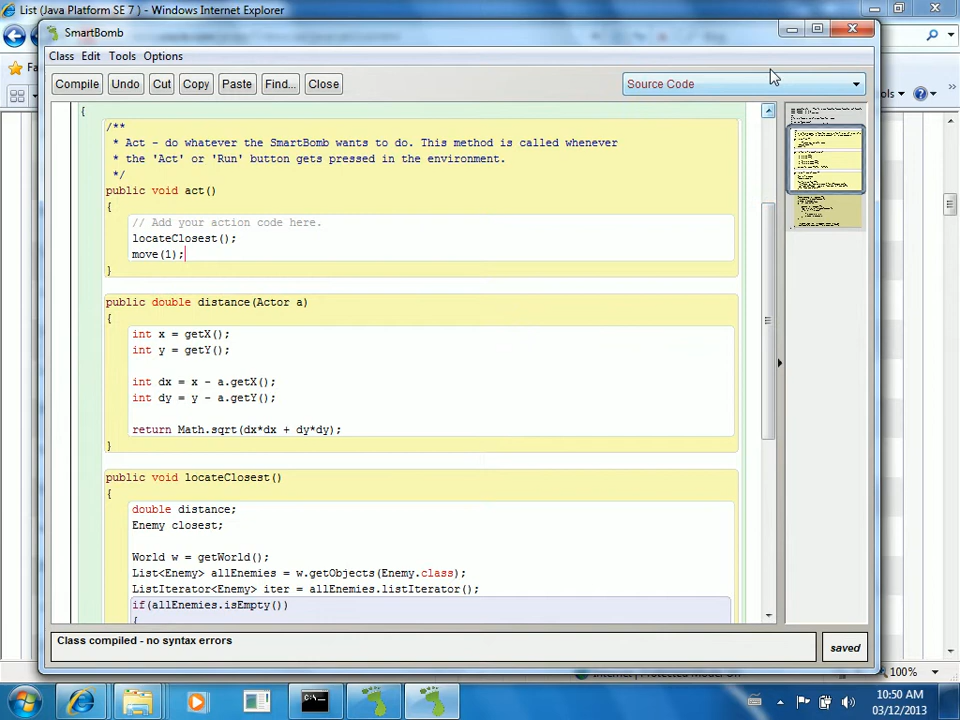 List (Java Platform SE 7 ) - Windows Internet Explorer
SmartBomb
Class Edit Tools Options
Compile Undo Cut Copy Paste Find... Close Source Code
{
/**
* Act - do whatever the SmartBomb wants to do. This method is called whenever
* the 'Act' or 'Run' button gets pressed in the environment.
*/
public void act()
{
// Add your action code here.
locateClosest();
move(1);
}
public double distance(Actor a)
{
int x = getX();
int y = getY();
int dx = x - a.getX();
int dy = y - a.getY();
return Math.sqrt(dx*dx + dy*dy);
}
public void locateClosest()
{
double distance;
Enemy closest;
World w = getWorld();
List<Enemy> allEnemies = w.getObjects(Enemy.class);
ListIterator<Enemy> iter = allEnemies.listIterator();
if(allEnemies.isEmpty())
{
Class compiled - no syntax errors
saved
100%
10:50 AM
03/12/2013